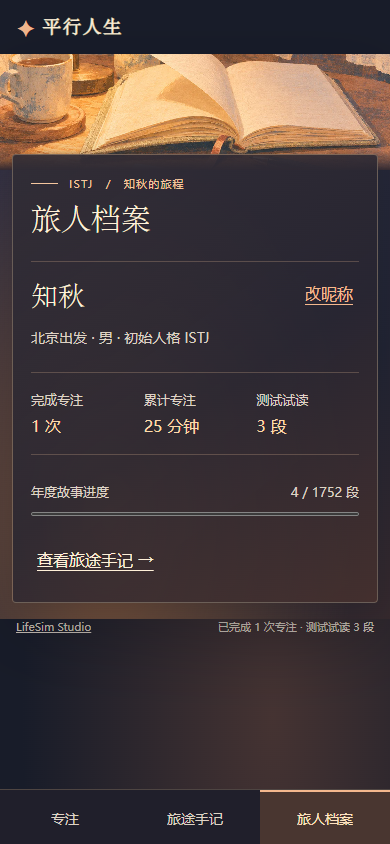 平行人生
ISTJ / 知秋的旅程
旅人档案
知秋 改昵称
北京出发 · 男 · 初始人格 ISTJ
完成专注 累计专注 测试试读
1 次 25 分钟 3 段
年度故事进度 4 / 1752 段
查看旅途手记 →
LifeSim Studio 已完成 1 次专注 · 测试试读 3 段
专注 旅途手记 旅人档案